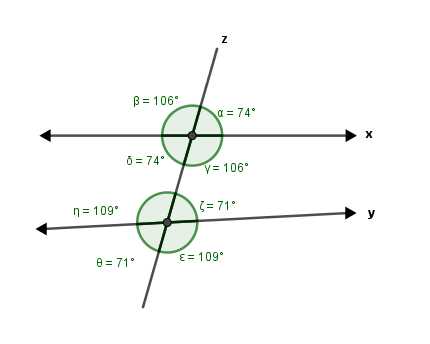 z
β = 106°
α = 74°
x
δ = 74°
γ = 106°
η = 109°
ζ = 71°
y
θ = 71°
ε = 109°